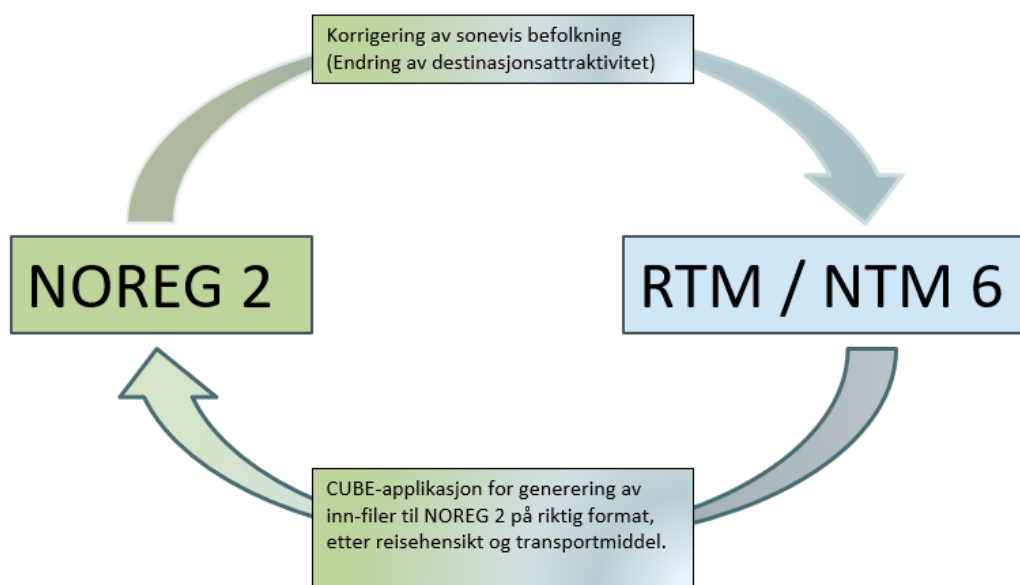 Korrigering av sonevis befolkning
(Endring av destinasjonsattraktivitet)
NOREG 2
RTM / NTM 6
CUBE-applikasjon for generering av
inn-filer til NOREG 2 på riktig format,
etter reisehensikt og transportmiddel.